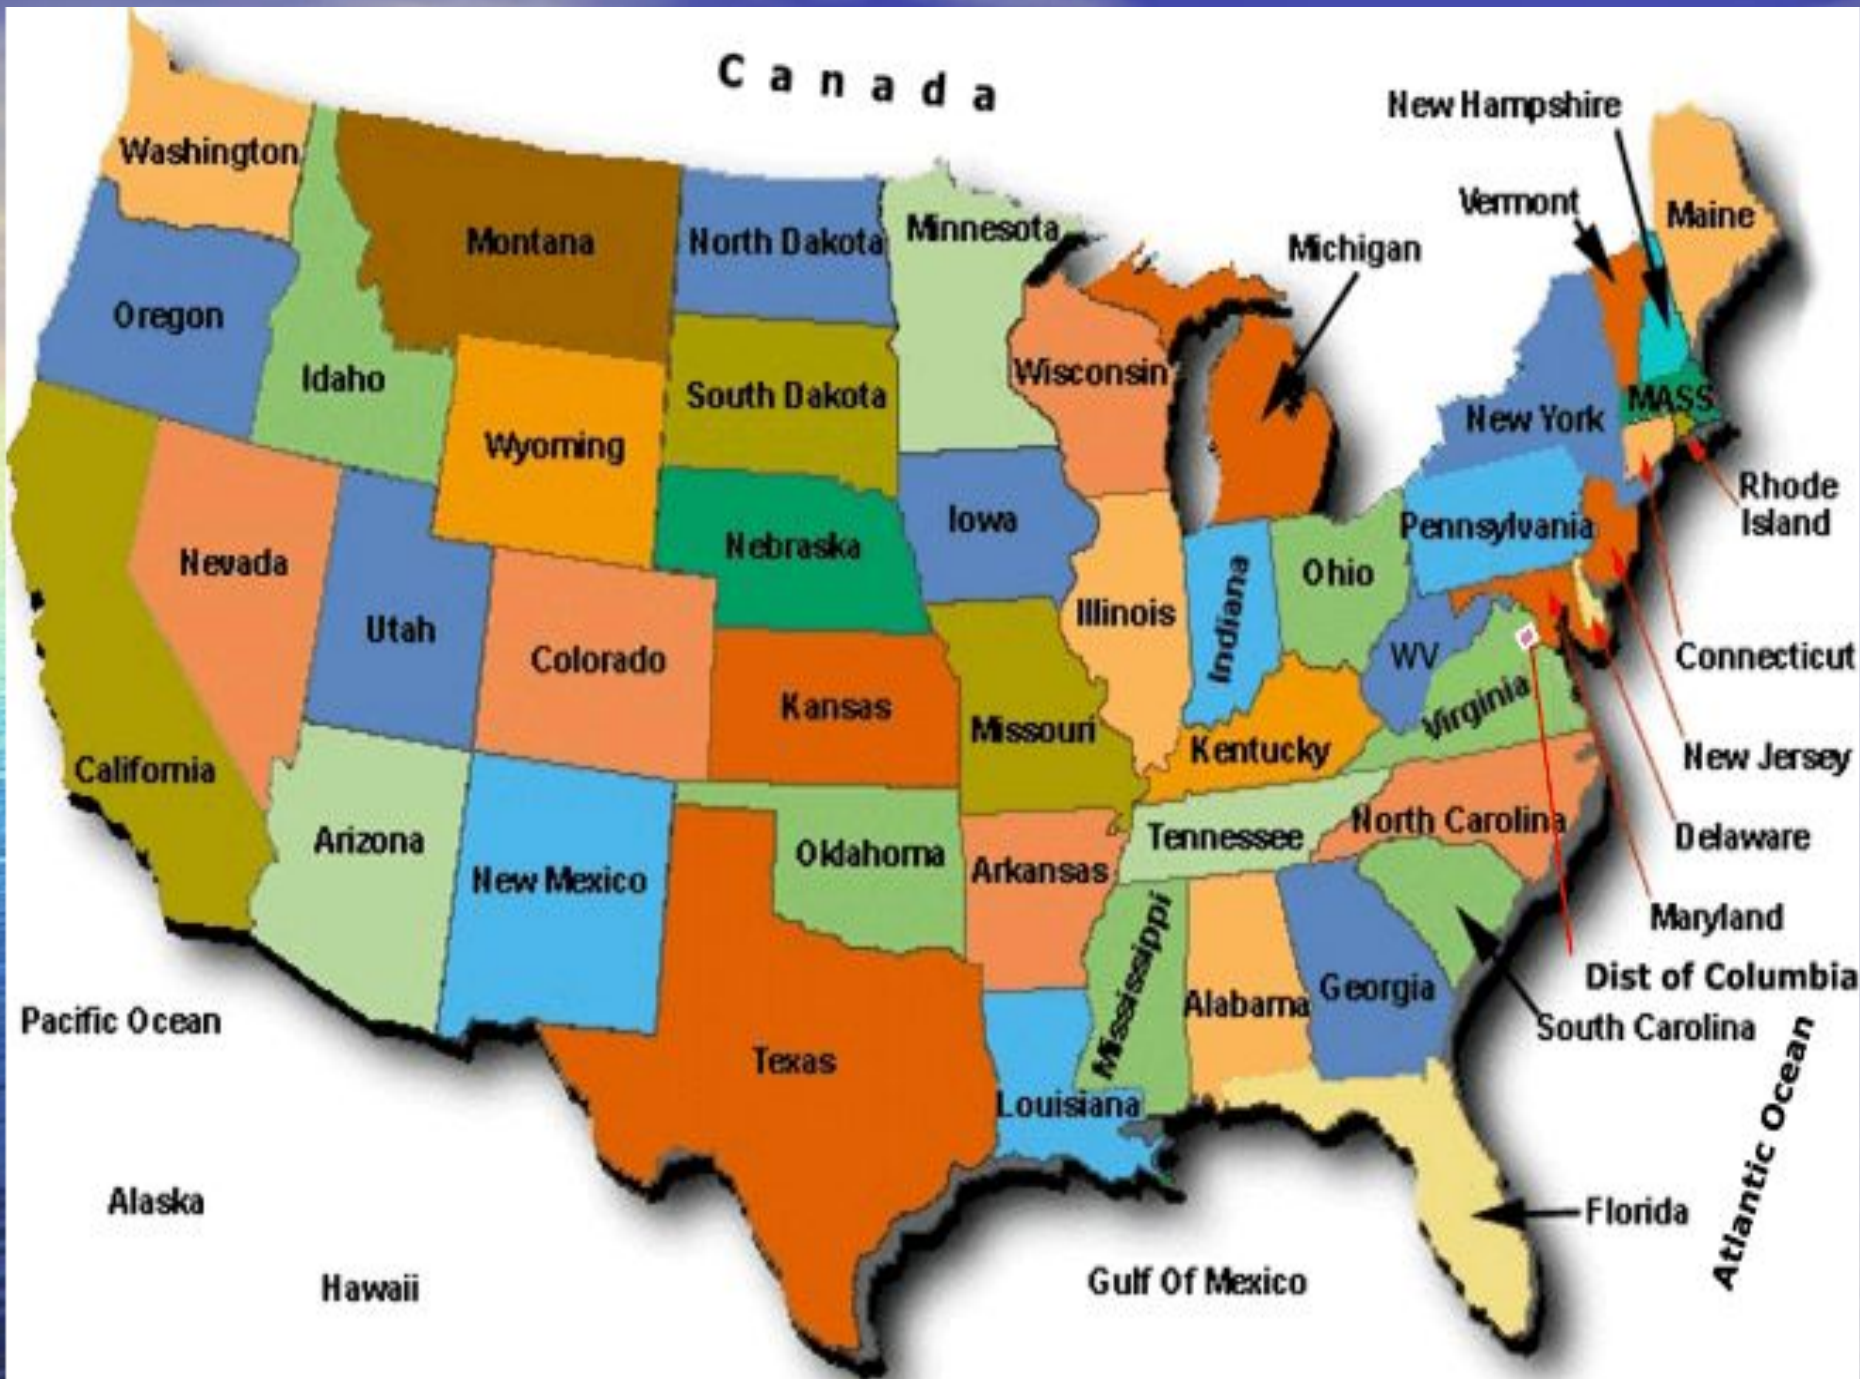 Canada
New Hampshire
Washington
Vermont
Maine
Montana
North Dakota
Minnesota
Michigan
Oregon
Idaho
Wisconsin
South Dakota
MASS
New York
Wyoming
Rhode
Island
Iowa
Pennsylvania
Nebraska
Nevada
Ohio
Illinois
Indiana
Utah
Colorado
WV
Connecticut
Kansas
Virginia
Missouri
Kentucky
New Jersey
California
North Carolina
Arizona
Tennessee
Delaware
Oklahoma
Arkansas
New Mexico
Maryland
Mississippi
Dist of Columbia
Georgia
Alabama
Pacific Ocean
South Carolina
Texas
Louisiana
Atlantic Ocean
Alaska
Florida
Hawaii
Gulf Of Mexico